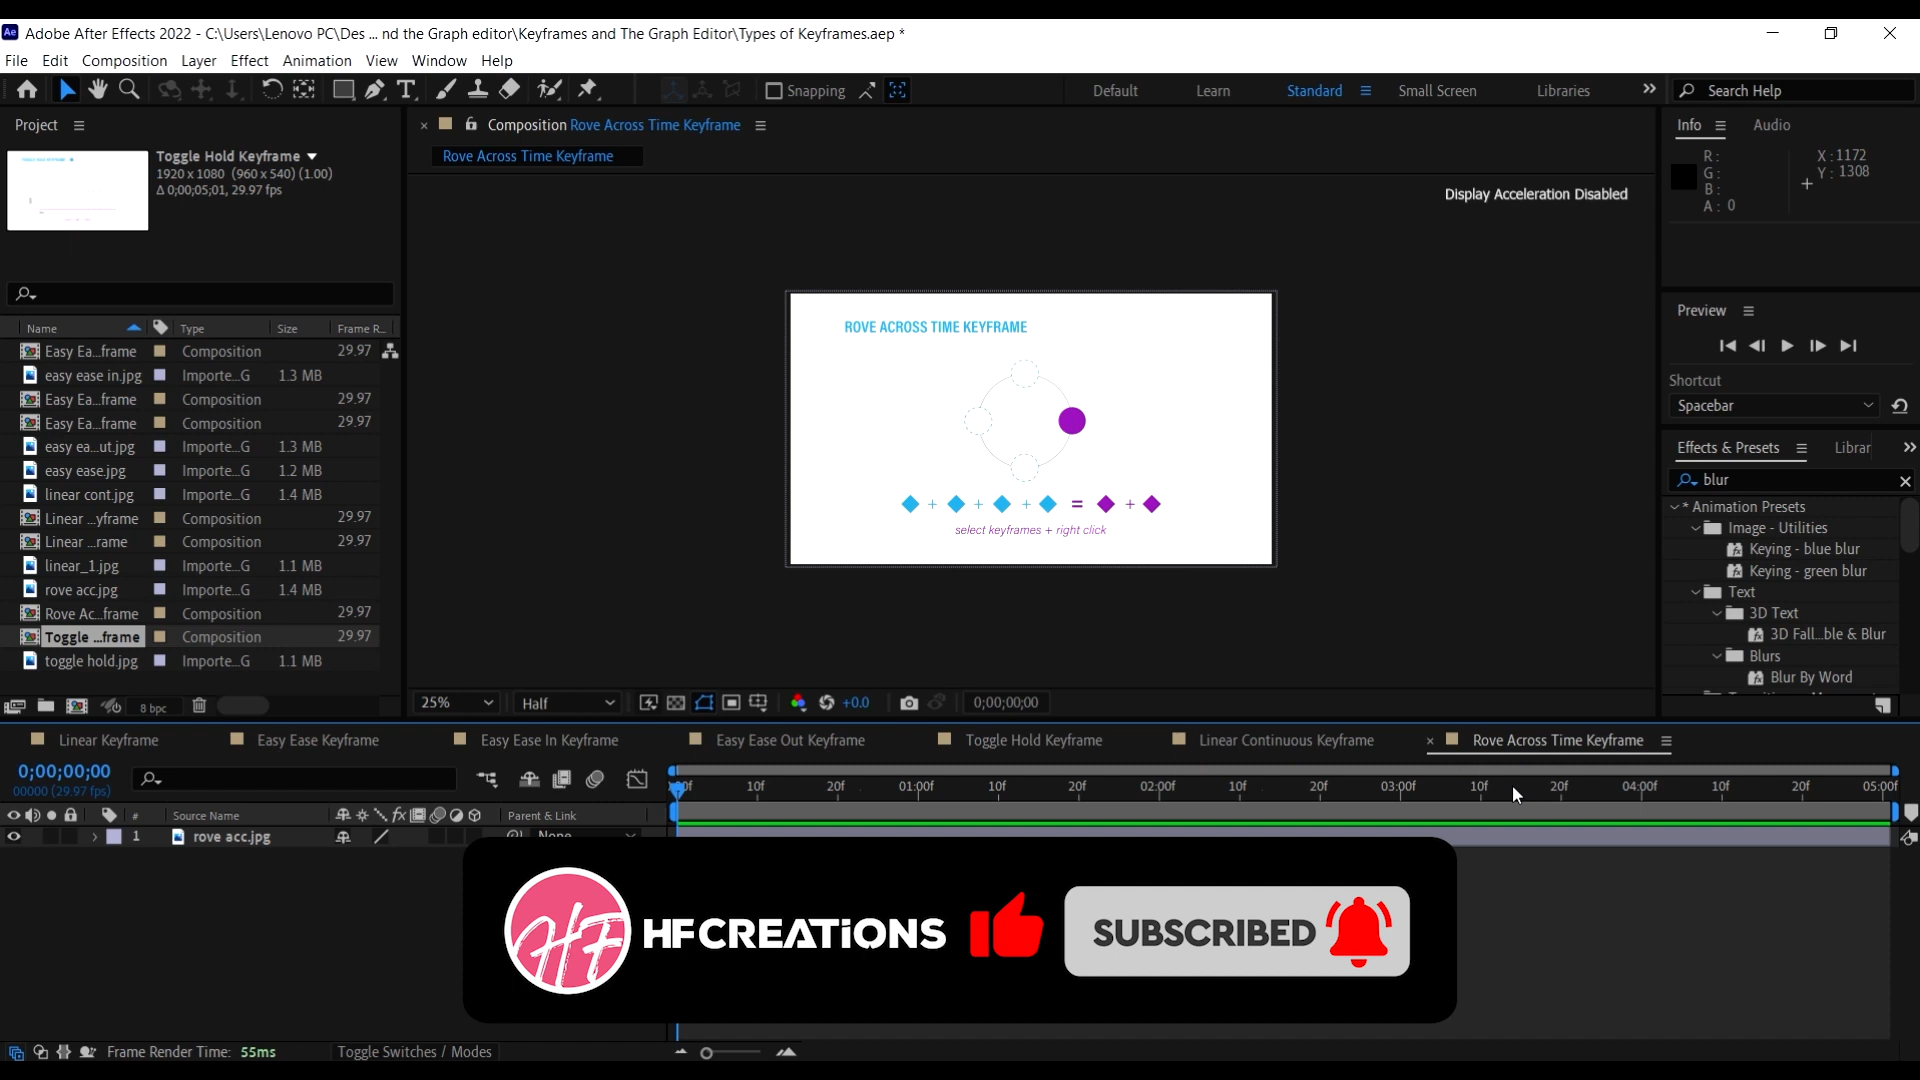 Adobe After Effects 2022 - C:\Users\Lenovo PC\Des ... nd the Graph editor\Keyframes and The Graph Editor\Types of Keyframes.aep *
File Edit Composition Layer Effect Animation View Window Help
Snapping Default Learn Standard Small Screen Libraries Search Help
Project
Toggle Hold Keyframe
1920 x 1080 (960 x 540) (1.00)
Δ 0;00;05;01, 29.97 fps
Name Type Size Frame R...
Easy Ea...frame Composition 29.97
easy ease in.jpg Importe...G 1.3 MB
Easy Ea...frame Composition 29.97
Easy Ea...frame Composition 29.97
easy ea...ut.jpg Importe...G 1.3 MB
easy ease.jpg Importe...G 1.2 MB
linear cont.jpg Importe...G 1.4 MB
Linear ...yframe Composition 29.97
Linear ...rame Composition 29.97
linear_1.jpg Importe...G 1.1 MB
rove acc.jpg Importe...G 1.4 MB
Rove Ac...frame Composition 29.97
Toggle ...frame Composition 29.97
toggle hold.jpg Importe...G 1.1 MB
8 bpc
Composition Rove Across Time Keyframe
Rove Across Time Keyframe
Display Acceleration Disabled
ROVE ACROSS TIME KEYFRAME
+ + + = +
select keyframes + right click
25% Half +0.0 0;00;00;00
Info Audio
R: X: 1172
G: Y: 1308
B:
A: 0
Preview
Shortcut
Spacebar
Effects & Presets Librar
blur
* Animation Presets
Image - Utilities
Keying - blue blur
Keying - green blur
Text
3D Text
3D Fall...ble & Blur
Blurs
Blur By Word
Linear Keyframe Easy Ease Keyframe Easy Ease In Keyframe Easy Ease Out Keyframe Toggle Hold Keyframe Linear Continuous Keyframe Rove Across Time Keyframe
0;00;00;00
00000 (29.97 fps)
10f 20f 01:00f 10f 20f 02:00f 10f 20f 03:00f 10f 20f 04:00f 10f 20f 05:00f
# Source Name Parent & Link
1 rove acc.jpg None
HF HFCREATIONS SUBSCRIBED
Frame Render Time: 55ms Toggle Switches / Modes